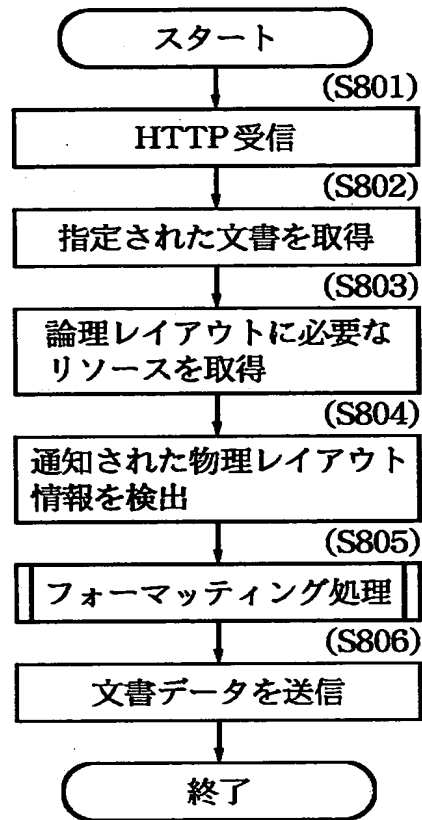 スタート
(S801)
HTTP受信
(S802)
指定された文書を取得
(S803)
論理レイアウトに必要な
リソースを取得
(S804)
通知された物理レイアウト
情報を検出
(S805)
フォーマッティング処理
(S806)
文書データを送信
終了